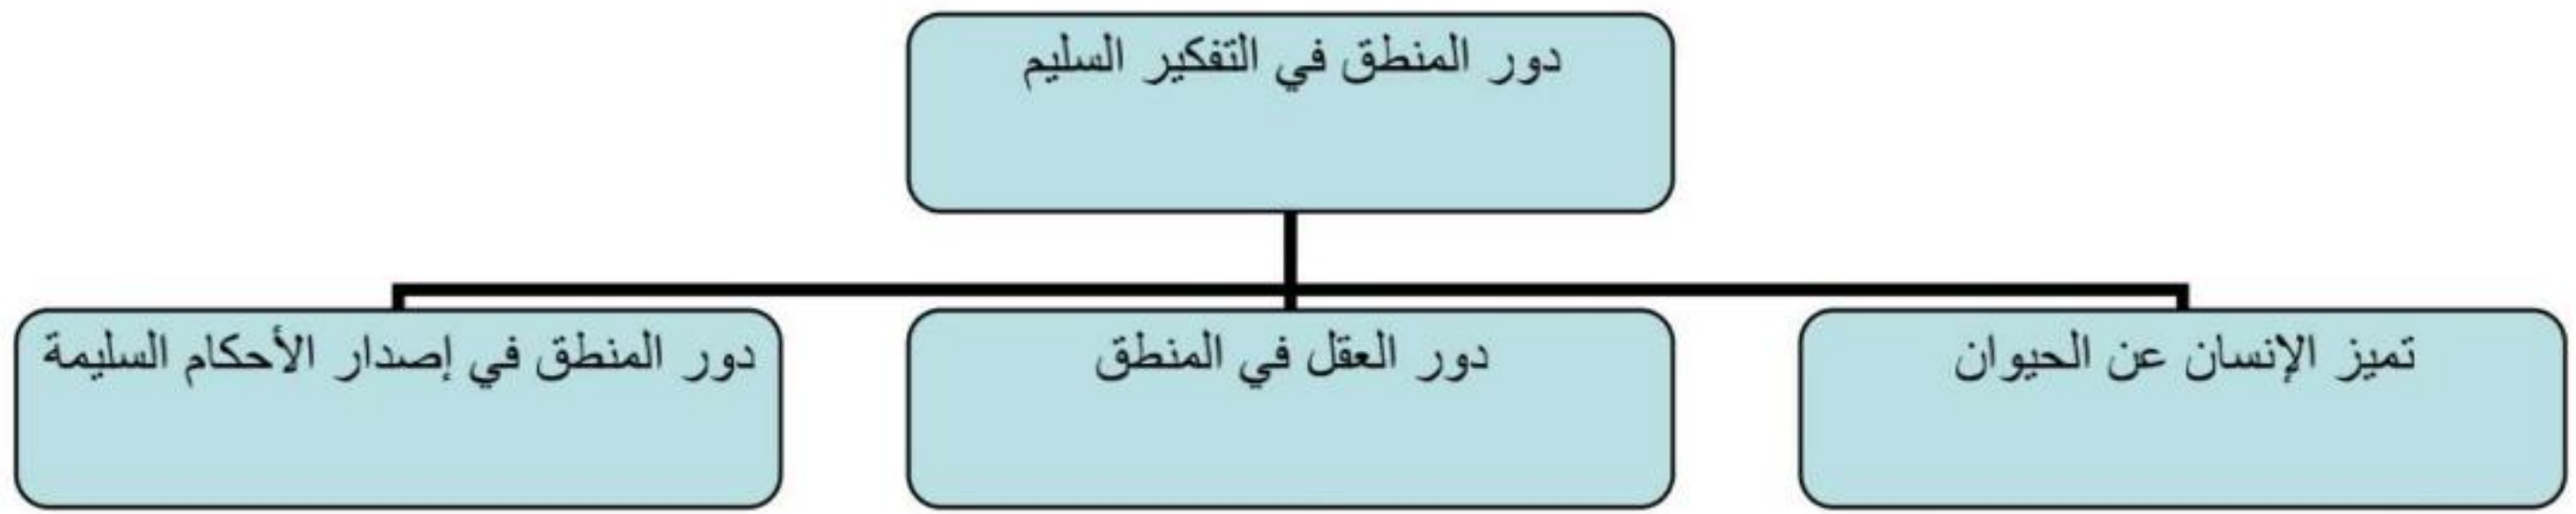 دور المنطق في التفكير السليم
تميز الإنسان عن الحيوان
دور العقل في المنطق
دور المنطق في إصدار الأحكام السليمة